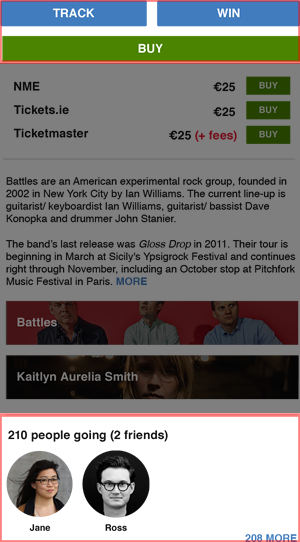 TRACK WIN
BUY
NME €25 BUY
Tickets.ie €25 BUY
Ticketmaster €25 (+ fees) BUY
Battles are an American experimental rock group, founded in
2002 in New York City by Ian Williams. The current line-up is
guitarist/ keyboardist Ian Williams, guitarist/ bassist Dave
Konopka and drummer John Stanier.
The band's last release was Gloss Drop in 2011. Their tour is
beginning in March at Sicily's Ypsigrock Festival and continues
right through November, including an October stop at Pitchfork
Music Festival in Paris. MORE
Battles
Kaitlyn Aurelia Smith
210 people going (2 friends)
Jane Ross
208 MORE